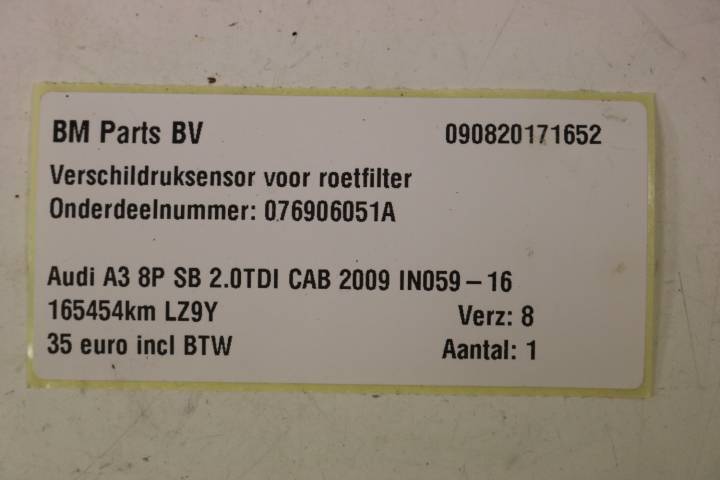 BM Parts BV 090820171652
Verschildruksensor voor roetfilter
Onderdeelnummer: 076906051A
Audi A3 8P SB 2.0TDI CAB 2009 IN059-16
165454km LZ9Y Verz: 8
35 euro incl BTW Aantal: 1